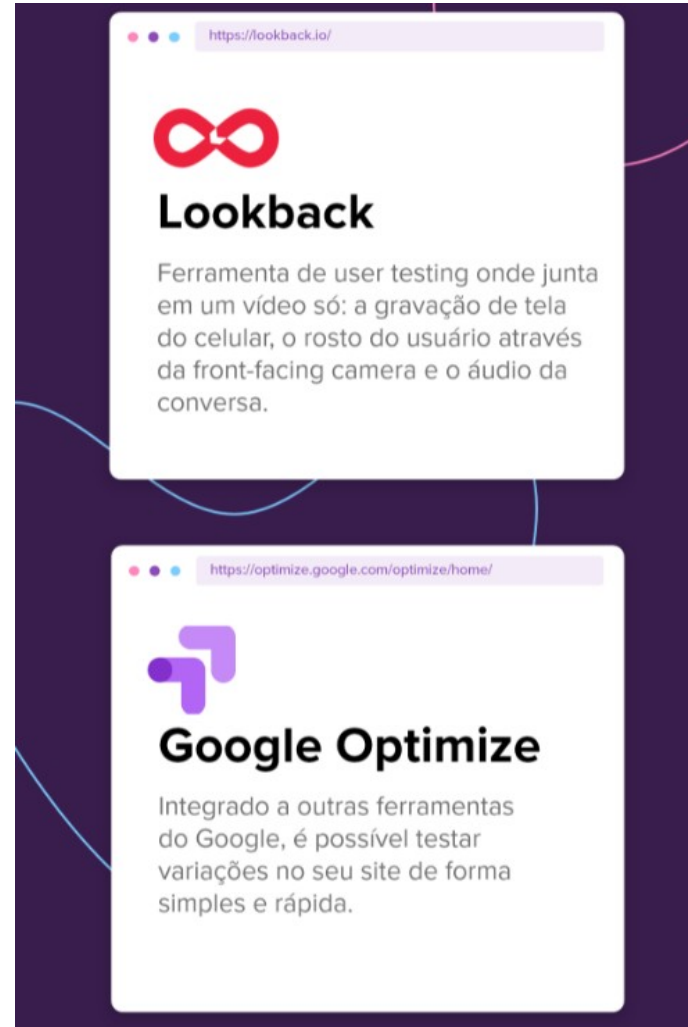 https://lookback.io/
Lookback
Ferramenta de user testing onde junta
em um vídeo só: a gravação de tela
do celular, o rosto do usuário através
da front-facing camera e o áudio da
conversa.
https://optimize.google.com/optimize/home/
Google Optimize
Integrado a outras ferramentas
do Google, é possível testar
variações no seu site de forma
simples e rápida.